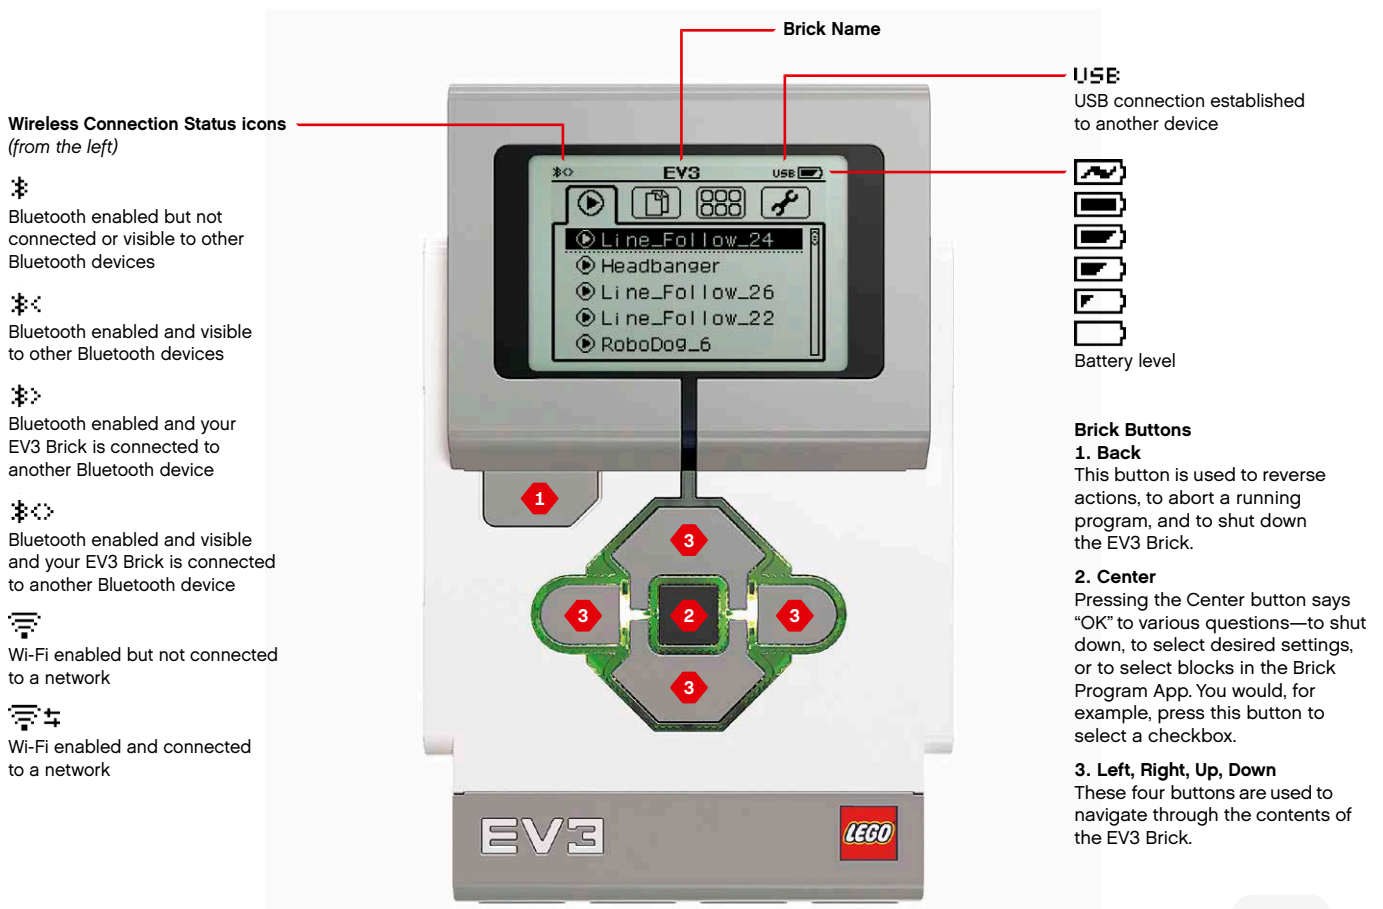 Brick Name
Wireless Connection Status icons
(from the left)
Bluetooth enabled but not
connected or visible to other
Bluetooth devices
Bluetooth enabled and visible
to other Bluetooth devices
Bluetooth enabled and your
EV3 Brick is connected to
another Bluetooth device
Bluetooth enabled and visible
and your EV3 Brick is connected
to another Bluetooth device
Wi-Fi enabled but not connected
to a network
Wi-Fi enabled and connected
to a network
EV3
USB
Line_Follow_24
Headbanger
Line_Follow_26
Line_Follow_22
RoboDog_6
1
3
3
2
3
3
EV3
LEGO
USB
USB connection established
to another device
Battery level
Brick Buttons
1. Back
This button is used to reverse
actions, to abort a running
program, and to shut down
the EV3 Brick.
2. Center
Pressing the Center button says
“OK” to various questions—to shut
down, to select desired settings,
or to select blocks in the Brick
Program App. You would, for
example, press this button to
select a checkbox.
3. Left, Right, Up, Down
These four buttons are used to
navigate through the contents of
the EV3 Brick.